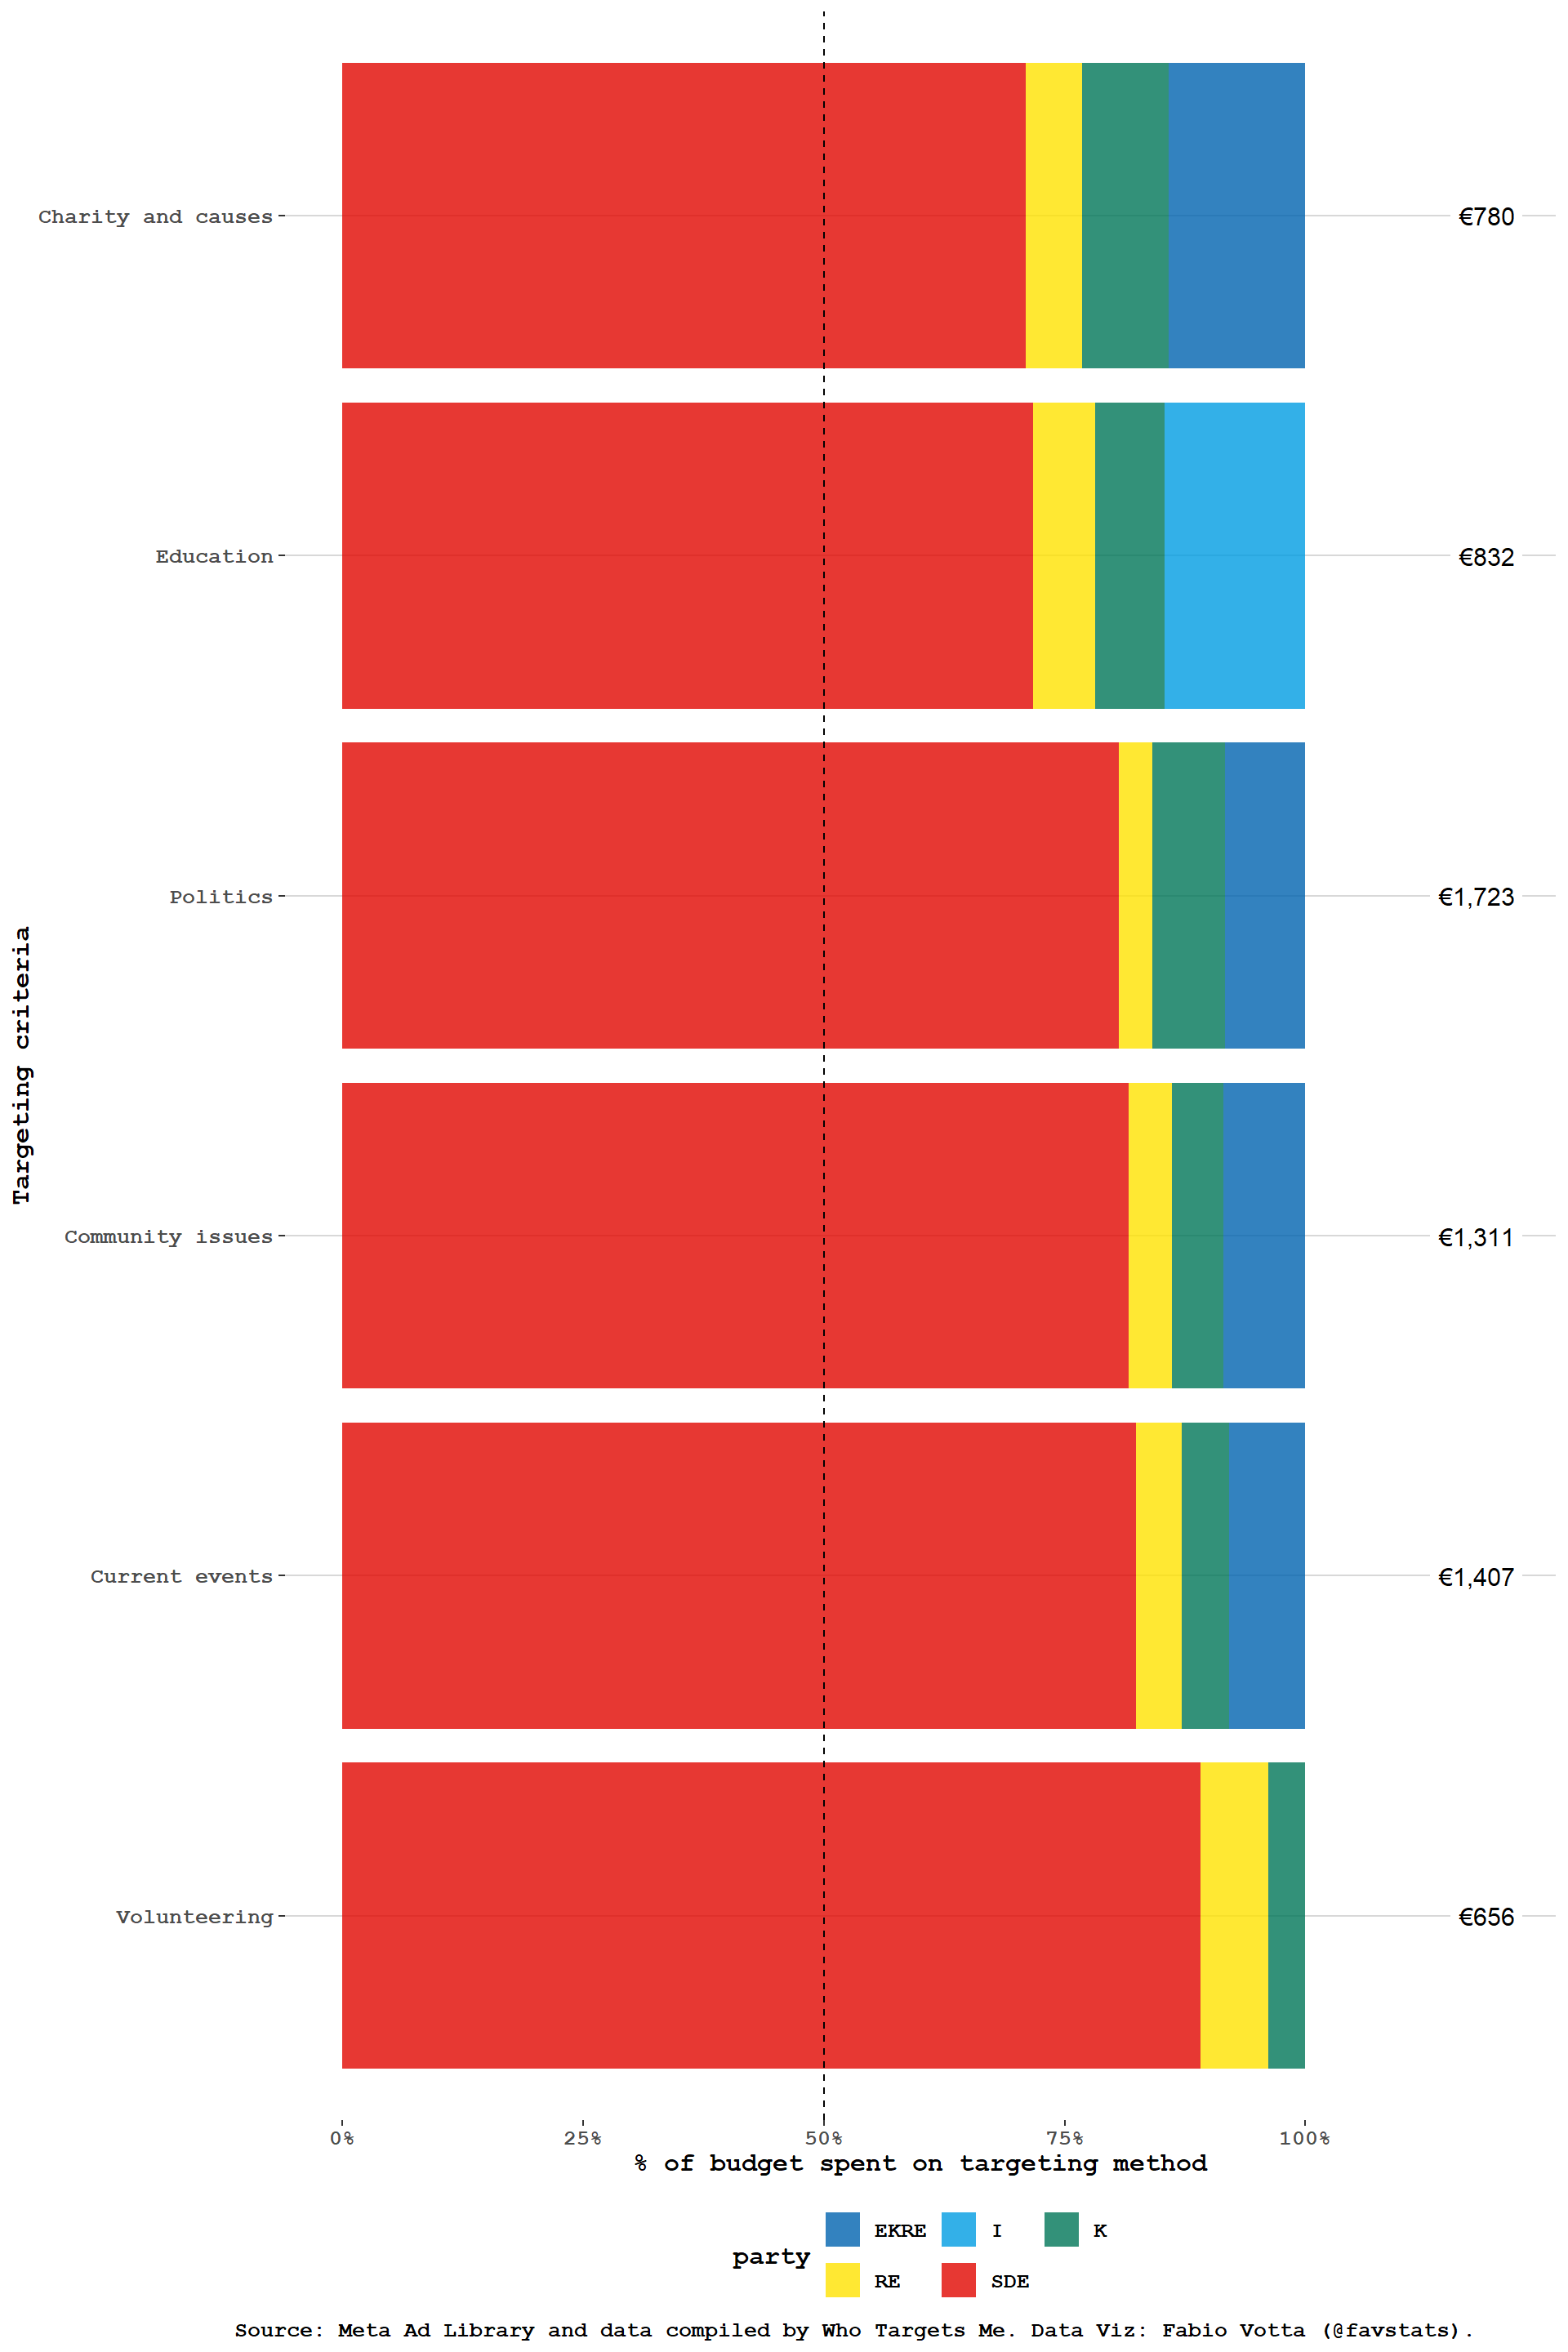 Charity and causes
€780
Education
€832
Politics
€1,723
Targeting criteria
Community issues
€1,311
Current events
€1,407
Volunteering
€656
0% 25% 50% 75% 100%
% of budget spent on targeting method
party
EKRE I K
RE SDE
Source: Meta Ad Library and data compiled by Who Targets Me. Data Viz: Fabio Votta (@favstats).